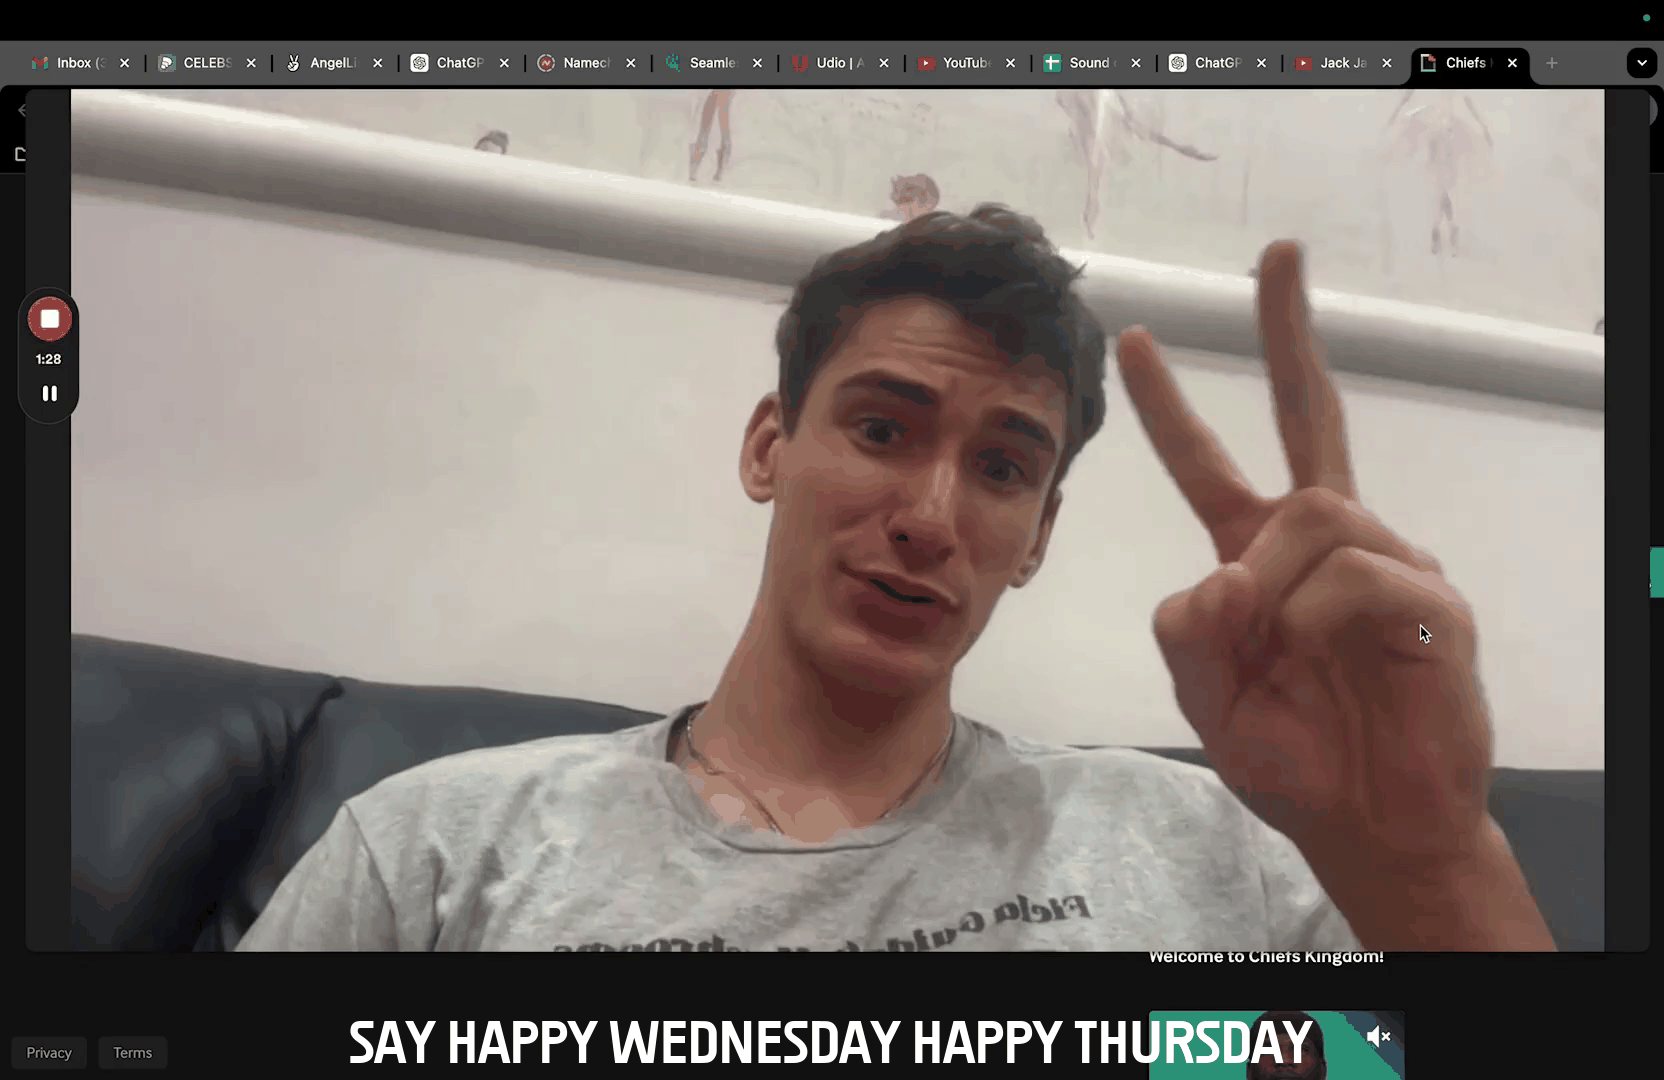 Inbox (3
CELEBS
AngelLi
ChatGP
Namecl
Seamle
Udio | A
YouTub
Sound
ChatGP
Jack Ja
Chiefs
1:28
Field Guide
Welcome to Chiefs Kingdom!
SAY HAPPY WEDNESDAY HAPPY THURSDAY
Privacy
Terms